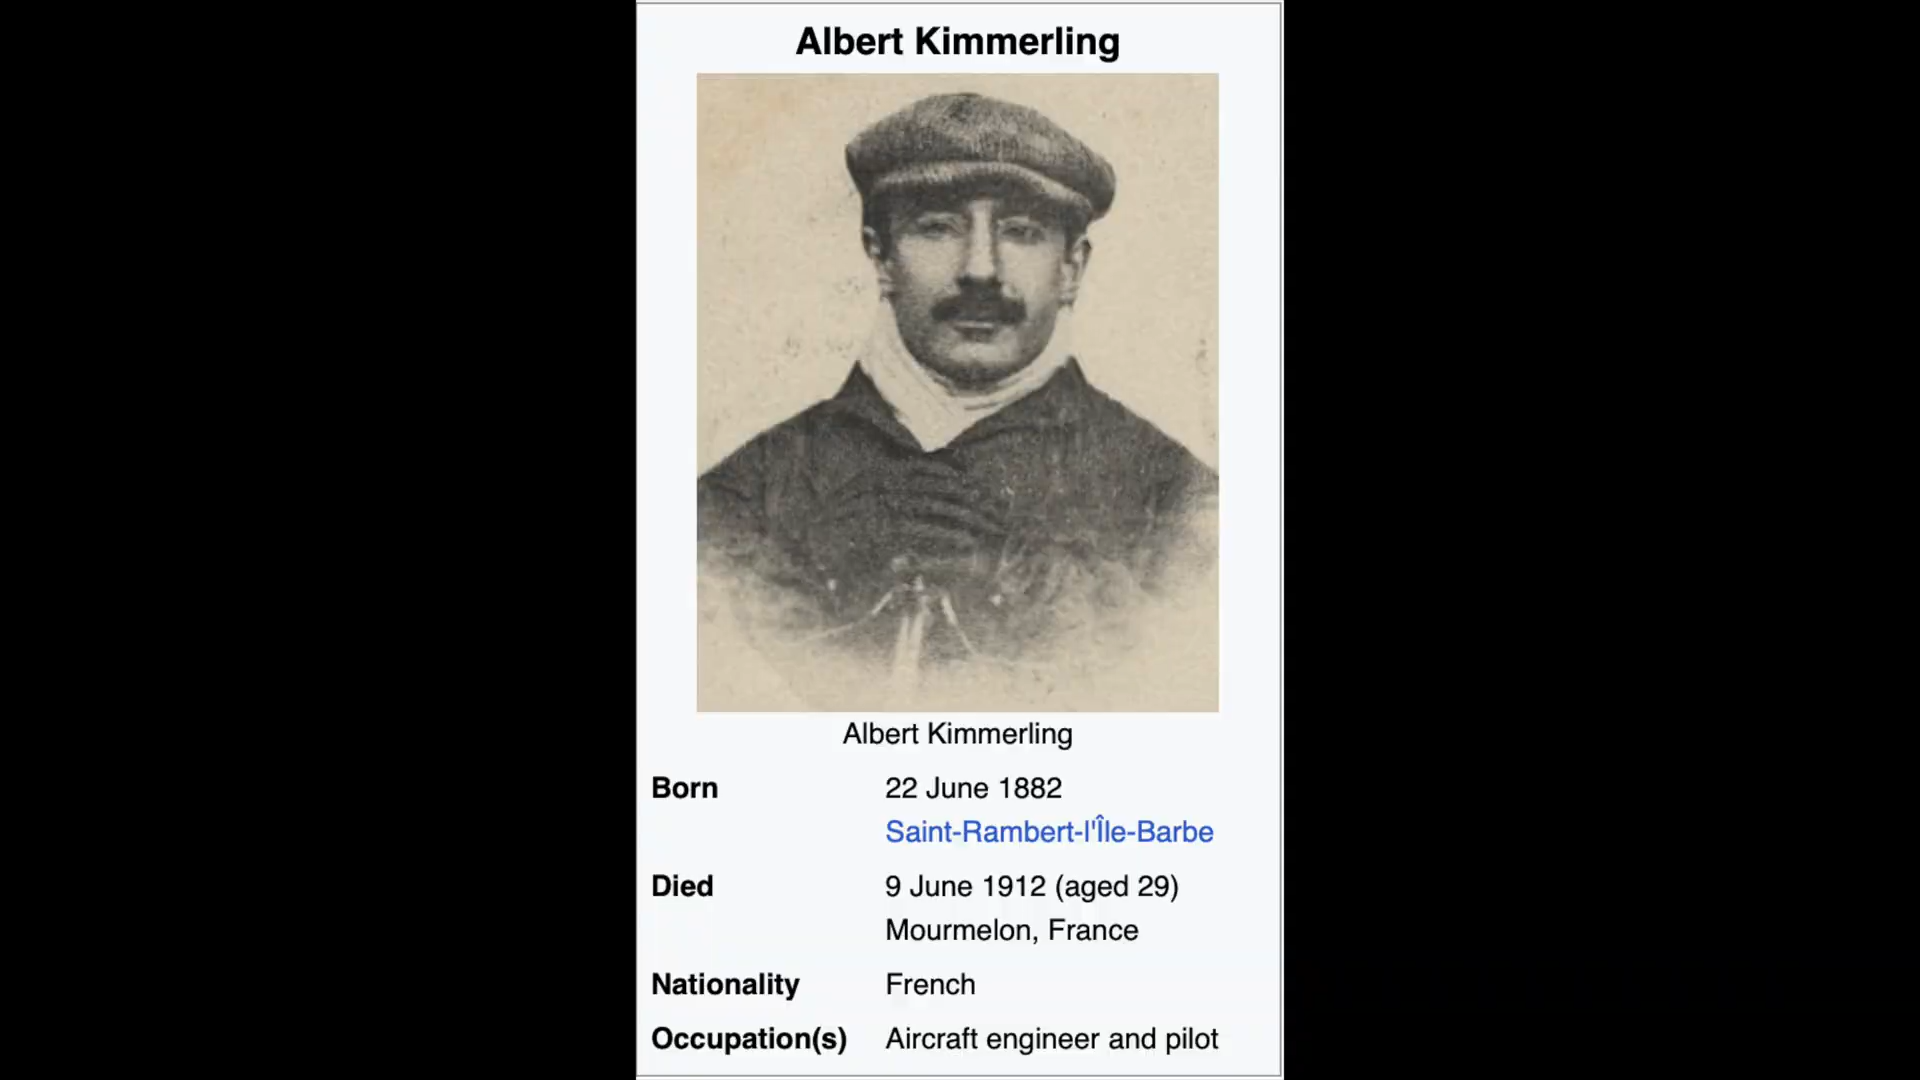 Albert Kimmerling
Albert Kimmerling
Born 22 June 1882
Saint-Rambert-l'Île-Barbe
Died 9 June 1912 (aged 29)
Mourmelon, France
Nationality French
Occupation(s) Aircraft engineer and pilot